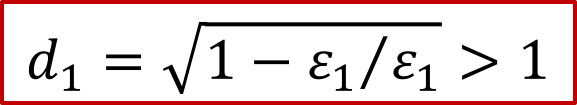 d₁ = √(1 − ε₁/ε₁) > 1